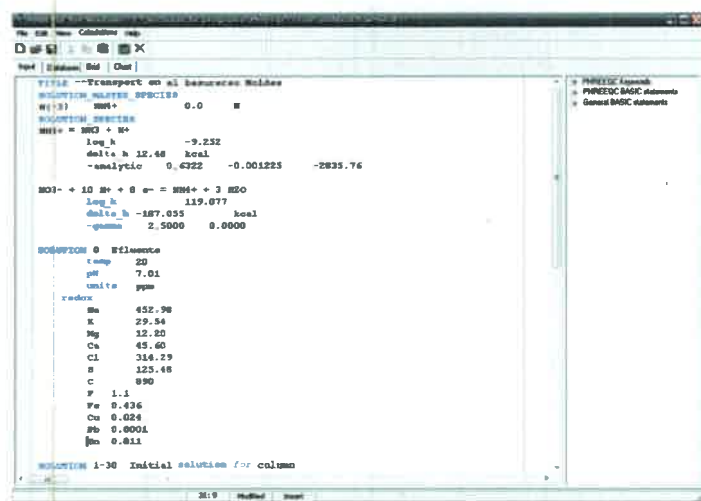 File Edit View Calculations Help
Input Database Grid Chart
TITLE --Transport en el basurero Moldes
SOLUTION_MASTER_SPECIES
N(-3) NH4+ 0.0 N
SOLUTION_SPECIES
NH4+ = NH3 + H+
log_k -9.252
delta_h 12.48 kcal
-analytic 0.6322 -0.001225 -2835.76
NO3- + 10 H+ + 8 e- = NH4+ + 3 H2O
log_k 119.077
delta_h -187.055 kcal
-gamma 2.5000 0.0000
SOLUTION 0 Efluente
temp 20
pH 7.01
units ppm
redox
Na 452.98
K 29.54
Mg 12.20
Ca 45.60
Cl 314.29
S 125.48
C 890
F 1.1
Fe 0.436
Cu 0.024
Pb 0.0001
Zn 0.811
SOLUTION 1-30 Initial solution for column
PHREEQC Keywords
PHREEQC BASIC statements
General BASIC statements
Modified Insert